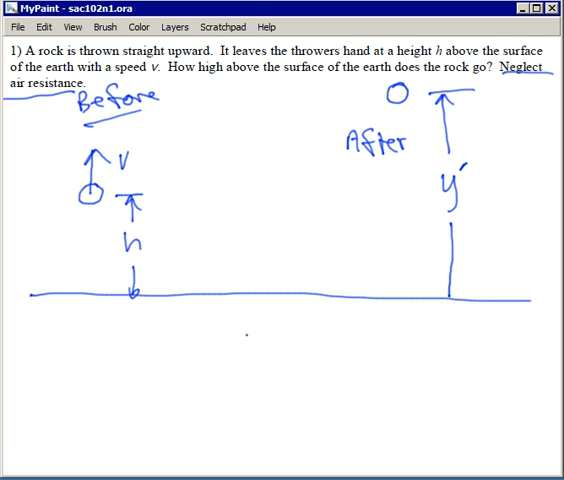 MyPaint - sac102n1.ora
File Edit View Brush Color Layers Scratchpad Help
1) A rock is thrown straight upward. It leaves the throwers hand at a height h above the surface
of the earth with a speed v. How high above the surface of the earth does the rock go? Neglect
air resistance.
Before
After
v
y'
h